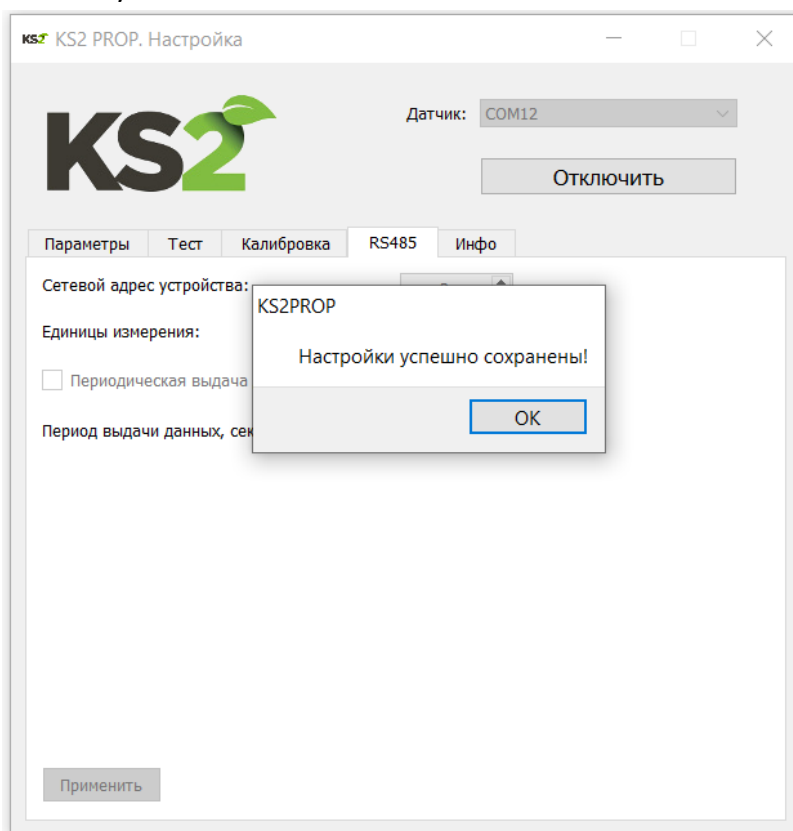 KS2 KS2 PROP. Настройка
KS2
Датчик: COM12
Отключить
Параметры Тест Калибровка RS485 Инфо
Сетевой адрес устройства:
KS2PROP
Единицы измерения:
Настройки успешно сохранены!
Периодическая выдача
OK
Период выдачи данных, сек
Применить